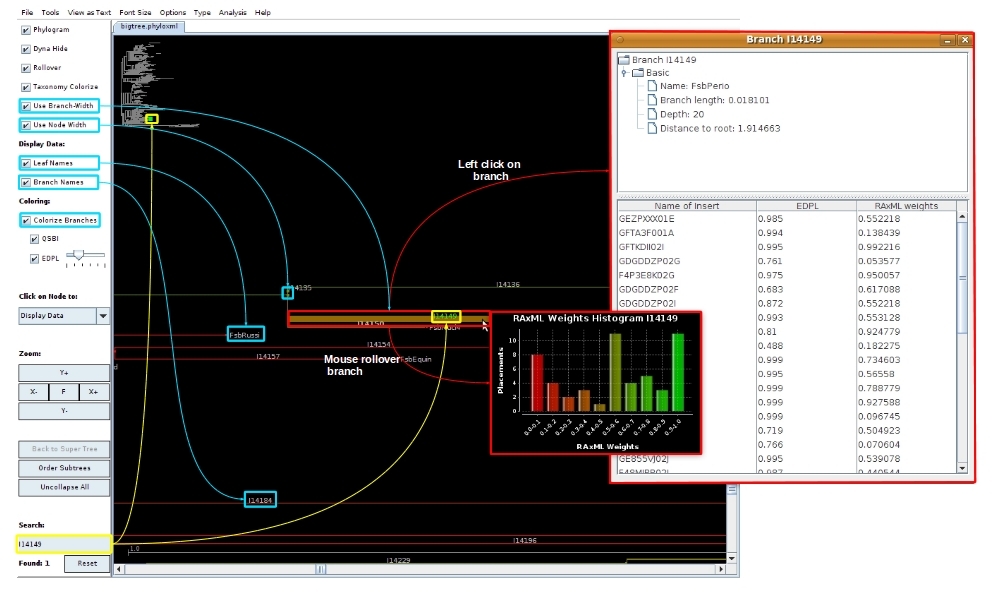 File Tools View as Text Font Size Options Type Analysis Help
bigtree.phyloxml
Phylogram
Dyna Hide
Rollover
Taxonomy Colorize
Use Branch-Width
Use Node Width
Display Data:
Leaf Names
Branch Names
Coloring:
Colorize Branches
QSBI
EDPL
Click on Node to:
Display Data
Zoom:
Y+
X- F X+
Y-
Back to Super Tree
Order Subtrees
Uncollapse All
Search:
I14149
Found: 1 Reset
Left click on
branch
I14136
I14149
I14150
FsbRussi
I14154
I14157
Mouse rollover
branch
FsbEquin
I14184
I14196
1.0
I14229
RAxML Weights Histogram I14149
Placements
10
8
6
4
2
0
0.0-0.1 0.1-0.2 0.2-0.3 0.3-0.4 0.4-0.5 0.5-0.6 0.6-0.7 0.7-0.8 0.8-0.9 0.9-1.0
RAxML Weights
Branch I14149
Branch I14149
Basic
Name: FsbPerio
Branch length: 0.018101
Depth: 20
Distance to root: 1.914663
Name of Insert EDPL RAxML weights
GEZPXXX01E 0.985 0.552218
GFTA3F001A 0.994 0.138439
GFTKDII02I 0.995 0.992216
GDGDDZP02G 0.761 0.053577
F4P3E8K02G 0.975 0.950057
GDGDDZP02F 0.683 0.617088
GDGDDZP02I 0.872 0.552118
0.993 0.553128
0.81 0.924779
0.488 0.182275
0.999 0.734603
0.995 0.56558
0.999 0.788779
0.999 0.927588
0.999 0.096745
0.719 0.504923
0.766 0.070604
GE855VJ02J 0.995 0.539078